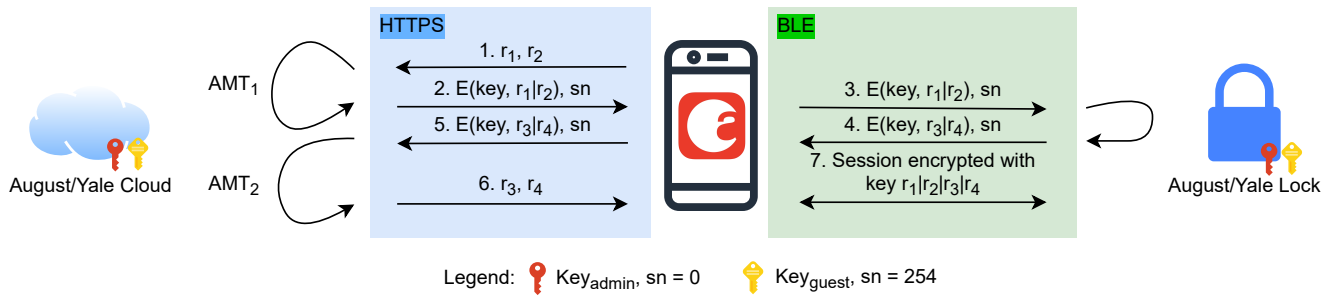 HTTPS
BLE
1. r₁, r₂
AMT₁
2. E(key, r₁|r₂), sn
3. E(key, r₁|r₂), sn
5. E(key, r₃|r₄), sn
4. E(key, r₃|r₄), sn
7. Session encrypted with
key r₁|r₂|r₃|r₄
August/Yale Cloud
AMT₂
6. r₃, r₄
August/Yale Lock
Legend:
Key_admin, sn = 0
Key_guest, sn = 254